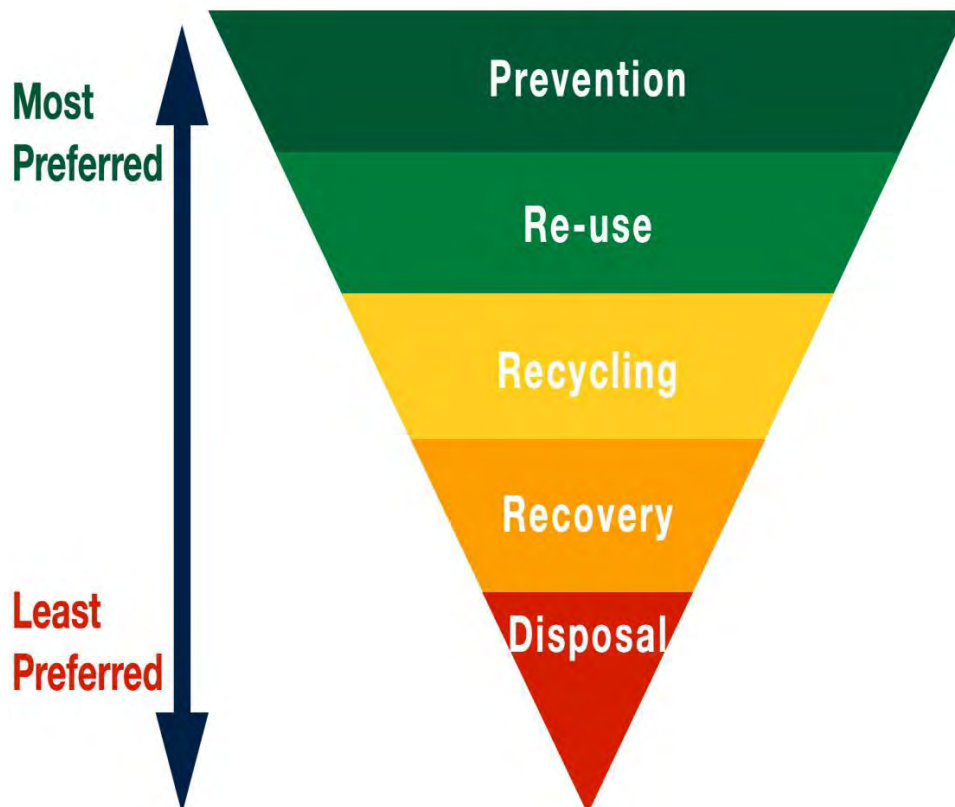 Prevention
Most
Preferred
Re-use
Recycling
Recovery
Least
Preferred
Disposal